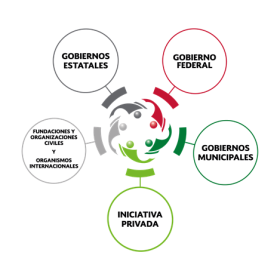 GOBIERNOS
ESTATALES
GOBIERNO
FEDERAL
FUNDACIONES Y
ORGANIZACIONES
CIVILES
Y
ORGANISMOS
INTERNACIONALES
GOBIERNOS
MUNICIPALES
INICIATIVA
PRIVADA